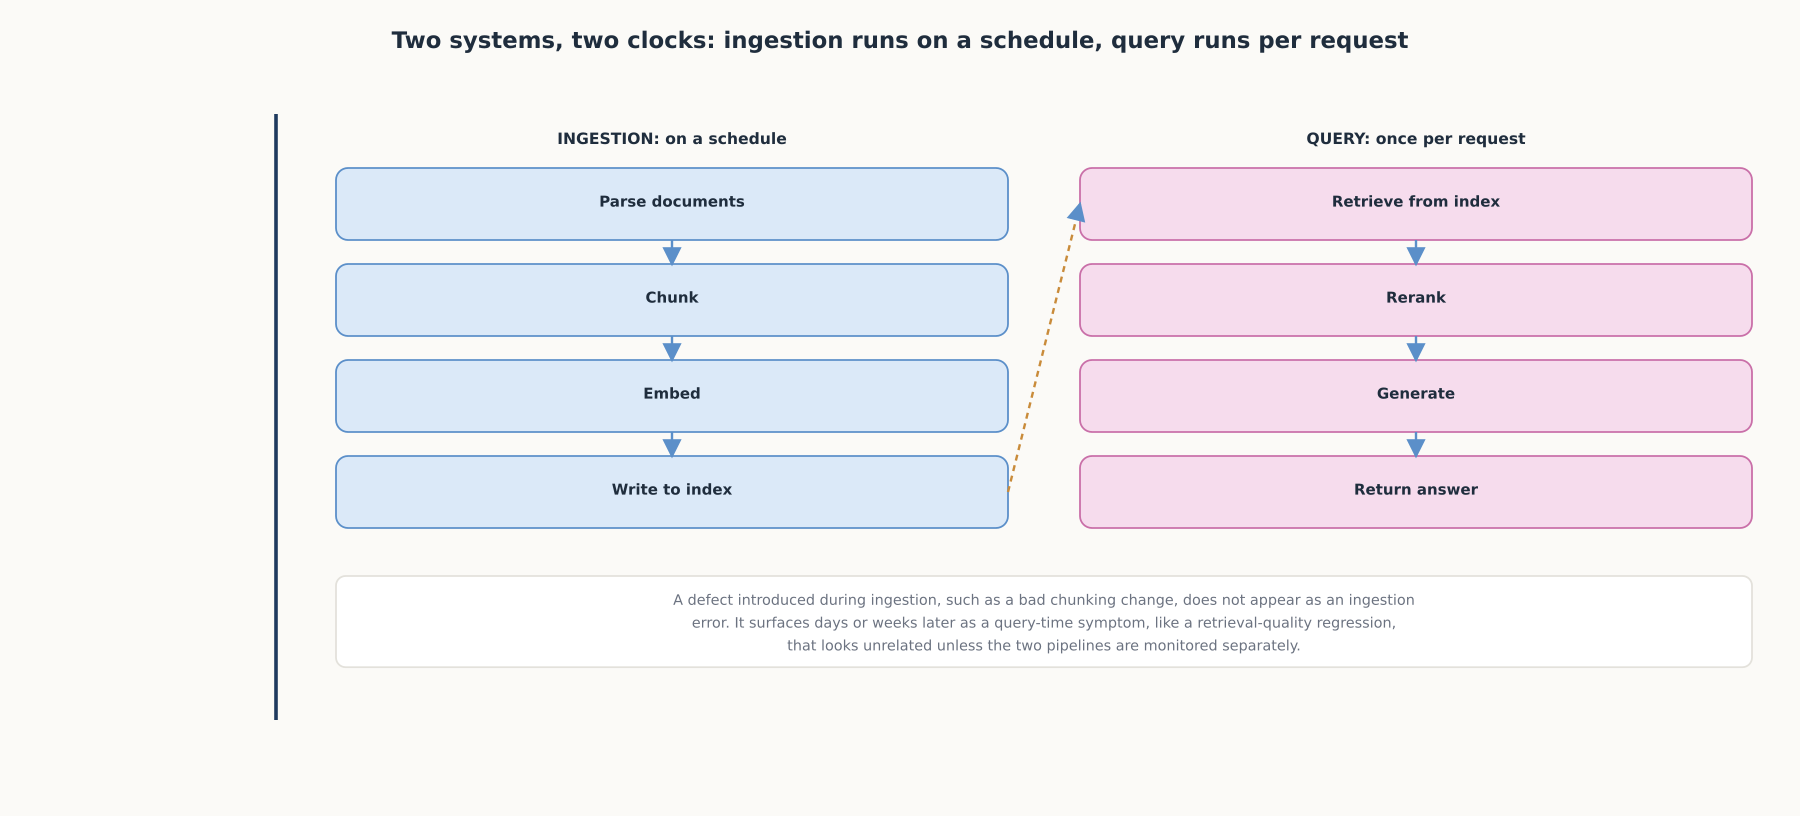 Two systems, two clocks: ingestion runs on a schedule, query runs per request
INGESTION: on a schedule
Parse documents
Chunk
Embed
Write to index
QUERY: once per request
Retrieve from index
Rerank
Generate
Return answer
A defect introduced during ingestion, such as a bad chunking change, does not appear as an ingestion
error. It surfaces days or weeks later as a query-time symptom, like a retrieval-quality regression,
that looks unrelated unless the two pipelines are monitored separately.